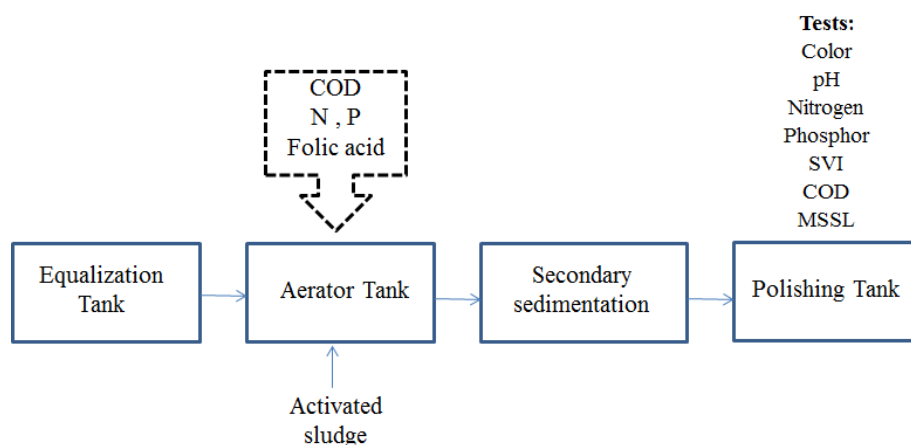 Tests:
Color
pH
Nitrogen
Phosphor
SVI
COD
MSSL
COD
N , P
Folic acid
Equalization
Tank
Aerator Tank
Secondary
sedimentation
Polishing Tank
Activated
sludge